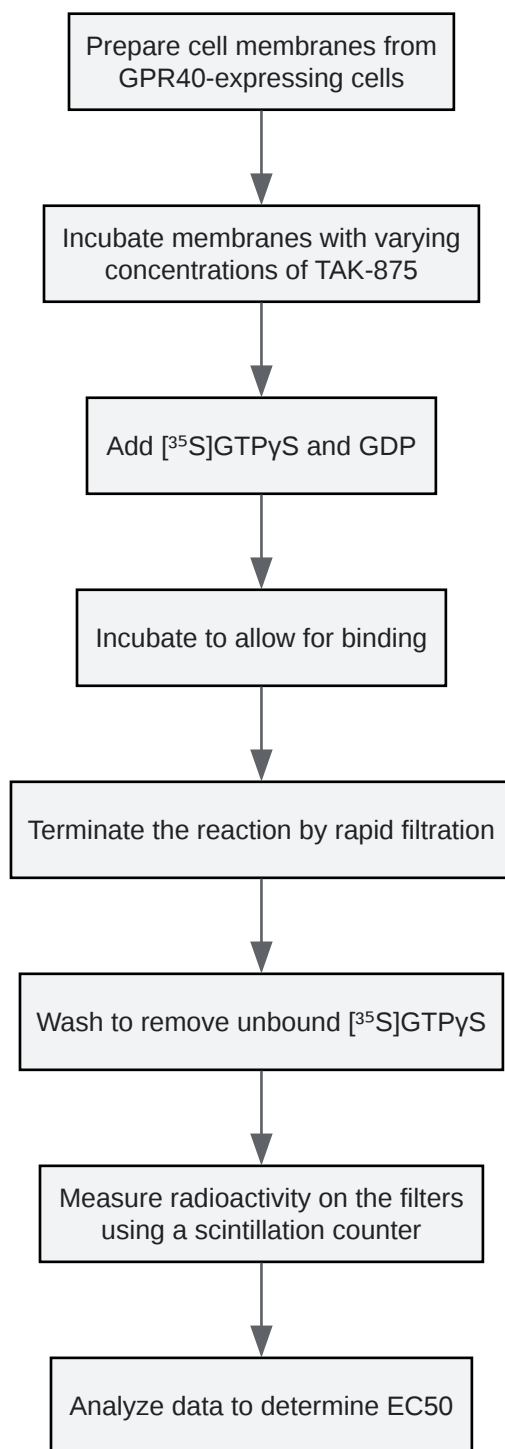 Prepare cell membranes from
GPR40-expressing cells
Incubate membranes with varying
concentrations of TAK-875
Add [³⁵S]GTPγS and GDP
Incubate to allow for binding
Terminate the reaction by rapid filtration
Wash to remove unbound [³⁵S]GTPγS
Measure radioactivity on the filters
using a scintillation counter
Analyze data to determine EC50